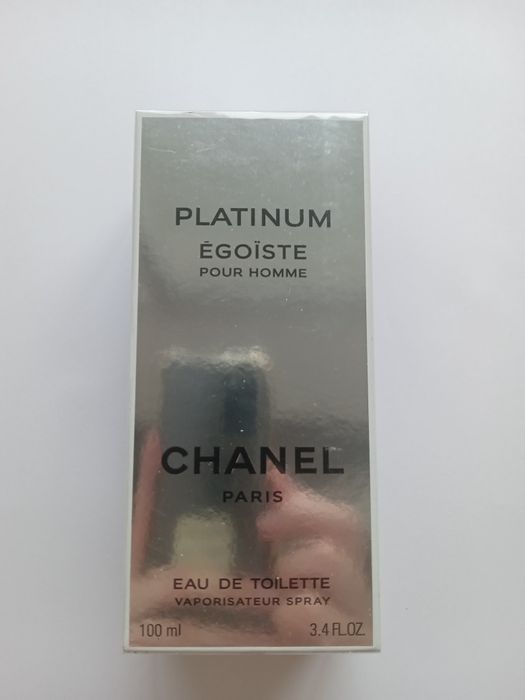 PLATINUM
ÉGOÏSTE
POUR HOMME
CHANEL
PARIS
EAU DE TOILETTE
VAPORISATEUR SPRAY
100 ml 3.4 FL.OZ.